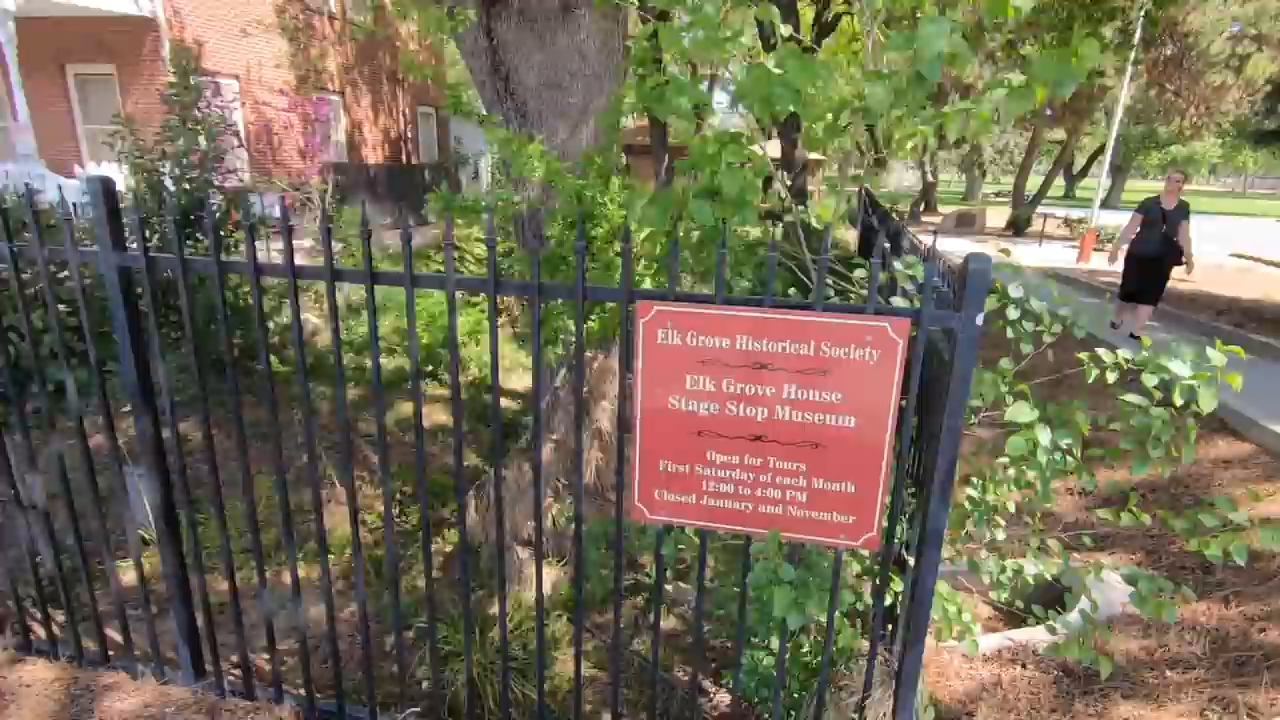 Elk Grove Historical Society
Elk Grove House
Stage Stop Museum
Open for Tours
First Saturday of each Month
12:00 to 4:00 PM
Closed January and November